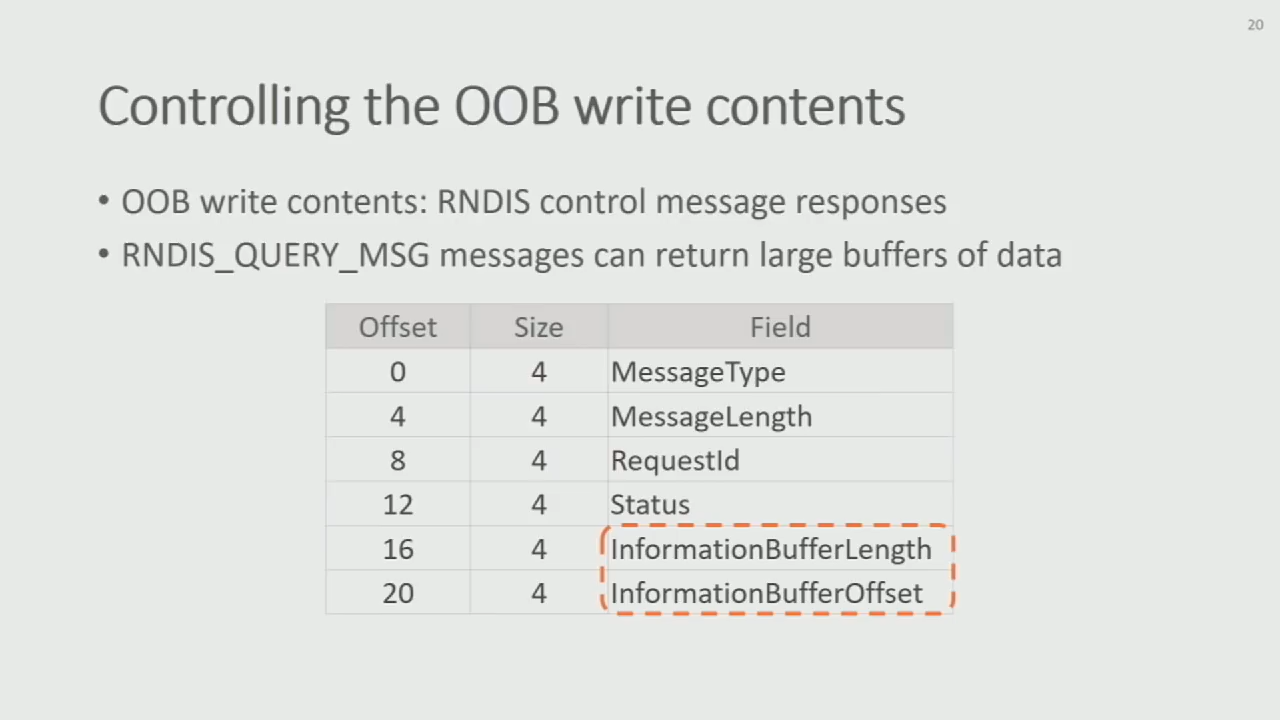 20
Controlling the OOB write contents
• OOB write contents: RNDIS control message responses
• RNDIS_QUERY_MSG messages can return large buffers of data
Offset Size Field
0 4 MessageType
4 4 MessageLength
8 4 RequestId
12 4 Status
16 4 InformationBufferLength
20 4 InformationBufferOffset